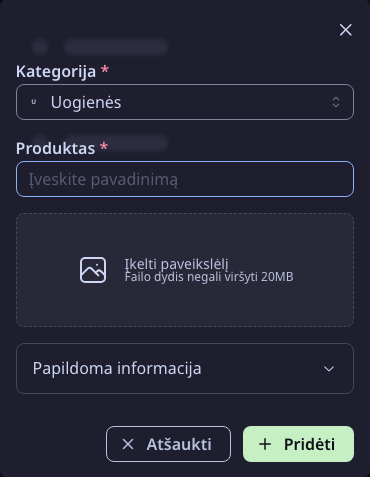 Kategorija *
U Uogienės
Produktas *
Įveskite pavadinimą
Įkelti paveikslėlį
Failo dydis negali viršyti 20MB
Papildoma informacija
Atšaukti
Pridėti